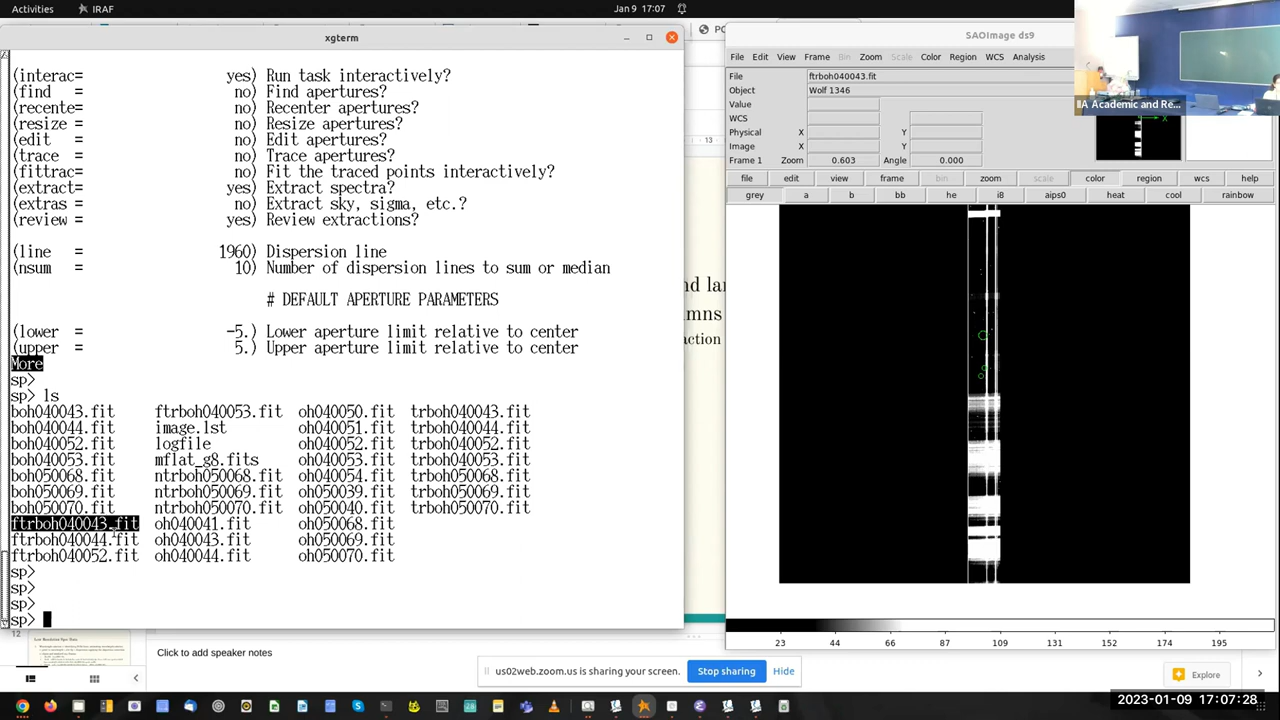 Activities
IRAF
Jan 9 17:07
xgterm
(interac= yes) Run task interactively?
(find = no) Find apertures?
(recente= no) Recenter apertures?
(resize = no) Resize apertures?
(edit = no) Edit apertures?
(trace = no) Trace apertures?
(fittrac= no) Fit the traced points interactively?
(extract= yes) Extract spectra?
(extras = no) Extract sky, sigma, etc.?
(review = yes) Review extractions?
(line = 1960) Dispersion line
(nsum = 10) Number of dispersion lines to sum or median
# DEFAULT APERTURE PARAMETERS
(lower = -5.) Lower aperture limit relative to center
(upper = 5.) Upper aperture limit relative to center
More
sp>
sp> ls
boh040043.fit ftrboh040053.fit oh040050.fit trboh040043.fit
boh040044.fit image.lst oh040051.fit trboh040044.fit
boh040052.fit logfile oh040052.fit trboh040052.fit
boh040053.fit mflat_g8.fits oh040053.fit trboh040053.fit
boh050068.fit ntrboh050068.fit oh040054.fit trboh050068.fit
boh050069.fit ntrboh050069.fit oh050039.fit trboh050069.fit
boh050070.fit ntrboh050070.fit oh050040.fit trboh050070.fit
ftrboh040043.fit oh040041.fit oh050068.fit
ftrboh040044.fit oh040043.fit oh050069.fit
ftrboh040052.fit oh040044.fit oh050070.fit
sp>
sp>
sp>
sp>
PO
13
nd lar
mns
action
SAOImage ds9
File Edit View Frame Bin Zoom Scale Color Region WCS Analysis
File ftrboh040043.fit
Object Wolf 1346
Value
WCS
Physical X Y
Image X Y
Frame 1 Zoom 0.603 Angle 0.000
X
file edit view frame bin zoom scale color region wcs help
grey a b bb he i8 aips0 heat cool rainbow
23 44 66 87 109 130 152 174 195
IIA Academic and Re...
12
Click to add speaker notes
us02web.zoom.us is sharing your screen.
Stop sharing
Hide
Explore
2023-01-09 17:07:28